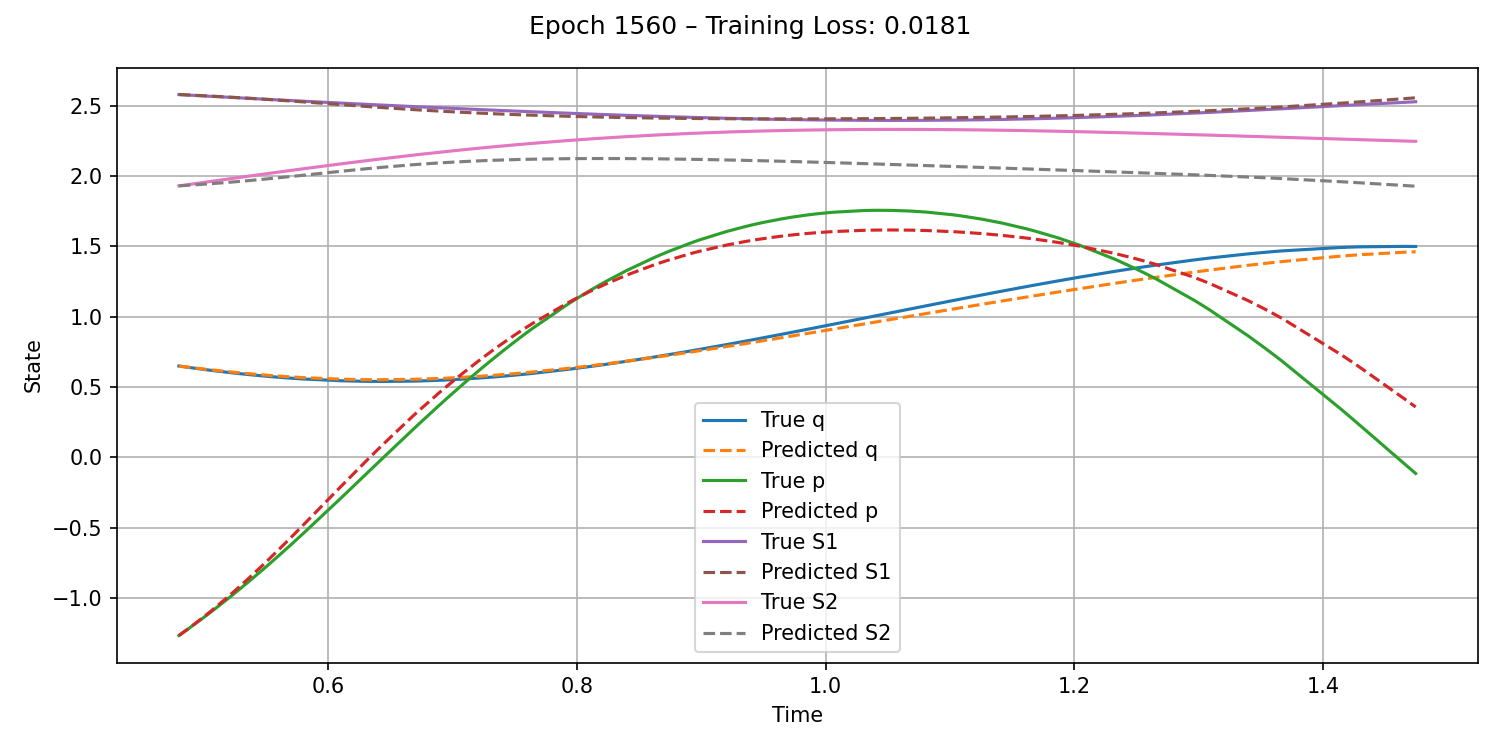 Epoch 1560 – Training Loss: 0.0181
2.5
2.0
1.5
1.0
0.5
0.0
−0.5
−1.0
State
True q
Predicted q
True p
Predicted p
True S1
Predicted S1
True S2
Predicted S2
0.6 0.8 1.0 1.2 1.4
Time